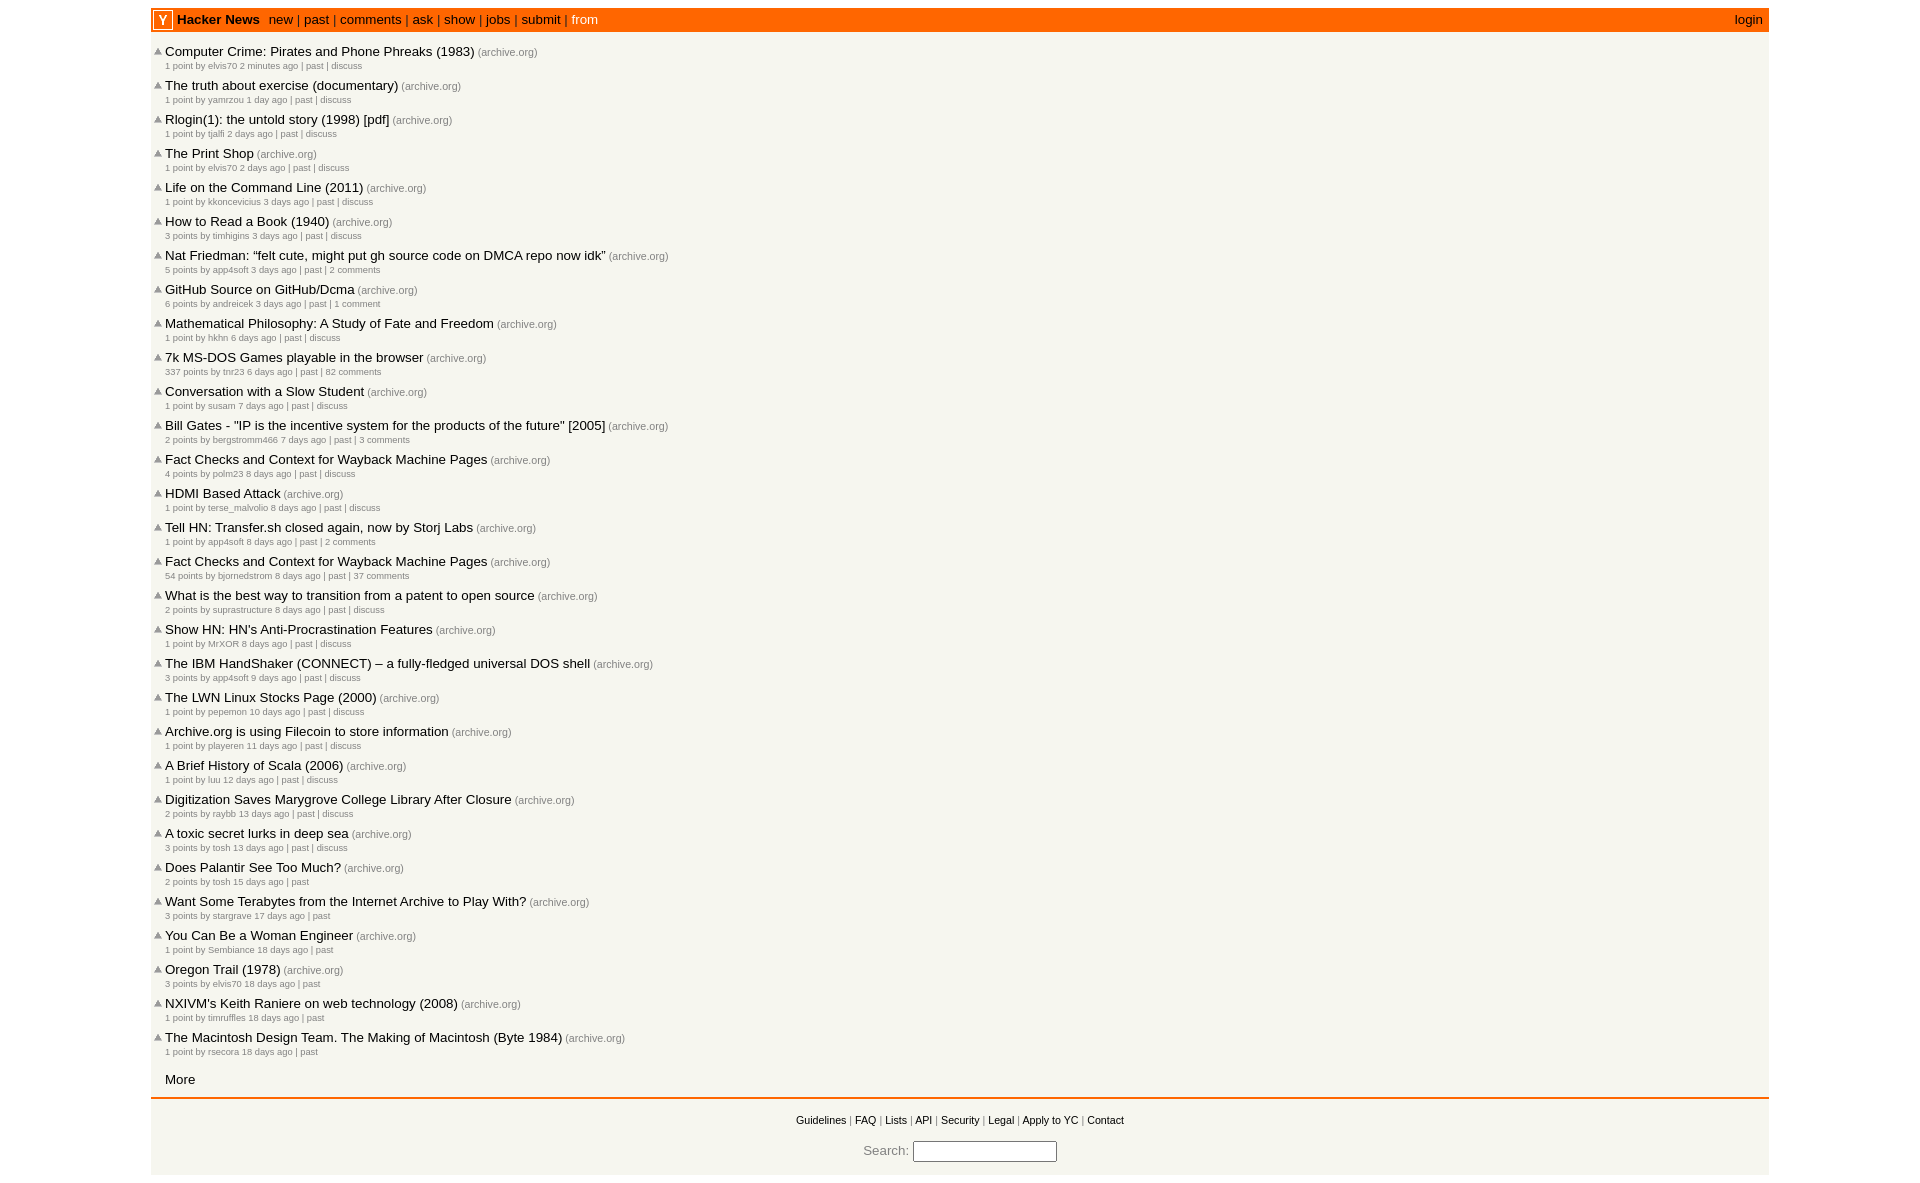 Y Hacker News new | past | comments | ask | show | jobs | submit | from login
Computer Crime: Pirates and Phone Phreaks (1983) (archive.org)
1 point by elvis70 2 minutes ago | past | discuss
The truth about exercise (documentary) (archive.org)
1 point by yamrzou 1 day ago | past | discuss
Rlogin(1): the untold story (1998) [pdf] (archive.org)
1 point by tjalfi 2 days ago | past | discuss
The Print Shop (archive.org)
1 point by elvis70 2 days ago | past | discuss
Life on the Command Line (2011) (archive.org)
1 point by kkoncevicius 3 days ago | past | discuss
How to Read a Book (1940) (archive.org)
3 points by timhigins 3 days ago | past | discuss
Nat Friedman: “felt cute, might put gh source code on DMCA repo now idk” (archive.org)
5 points by app4soft 3 days ago | past | 2 comments
GitHub Source on GitHub/Dcma (archive.org)
6 points by andreicek 3 days ago | past | 1 comment
Mathematical Philosophy: A Study of Fate and Freedom (archive.org)
1 point by hkhn 6 days ago | past | discuss
7k MS-DOS Games playable in the browser (archive.org)
337 points by tnr23 6 days ago | past | 82 comments
Conversation with a Slow Student (archive.org)
1 point by susam 7 days ago | past | discuss
Bill Gates - "IP is the incentive system for the products of the future" [2005] (archive.org)
2 points by bergstromm466 7 days ago | past | 3 comments
Fact Checks and Context for Wayback Machine Pages (archive.org)
4 points by polm23 8 days ago | past | discuss
HDMI Based Attack (archive.org)
1 point by terse_malvolio 8 days ago | past | discuss
Tell HN: Transfer.sh closed again, now by Storj Labs (archive.org)
1 point by app4soft 8 days ago | past | 2 comments
Fact Checks and Context for Wayback Machine Pages (archive.org)
54 points by bjornedstrom 8 days ago | past | 37 comments
What is the best way to transition from a patent to open source (archive.org)
2 points by suprastructure 8 days ago | past | discuss
Show HN: HN's Anti-Procrastination Features (archive.org)
1 point by MrXOR 8 days ago | past | discuss
The IBM HandShaker (CONNECT) – a fully-fledged universal DOS shell (archive.org)
3 points by app4soft 9 days ago | past | discuss
The LWN Linux Stocks Page (2000) (archive.org)
1 point by pepemon 10 days ago | past | discuss
Archive.org is using Filecoin to store information (archive.org)
1 point by playeren 11 days ago | past | discuss
A Brief History of Scala (2006) (archive.org)
1 point by luu 12 days ago | past | discuss
Digitization Saves Marygrove College Library After Closure (archive.org)
2 points by raybb 13 days ago | past | discuss
A toxic secret lurks in deep sea (archive.org)
3 points by tosh 13 days ago | past | discuss
Does Palantir See Too Much? (archive.org)
2 points by tosh 15 days ago | past
Want Some Terabytes from the Internet Archive to Play With? (archive.org)
3 points by stargrave 17 days ago | past
You Can Be a Woman Engineer (archive.org)
1 point by Sembiance 18 days ago | past
Oregon Trail (1978) (archive.org)
3 points by elvis70 18 days ago | past
NXIVM's Keith Raniere on web technology (2008) (archive.org)
1 point by timruffles 18 days ago | past
The Macintosh Design Team. The Making of Macintosh (Byte 1984) (archive.org)
1 point by rsecora 18 days ago | past
More
Guidelines | FAQ | Lists | API | Security | Legal | Apply to YC | Contact
Search: